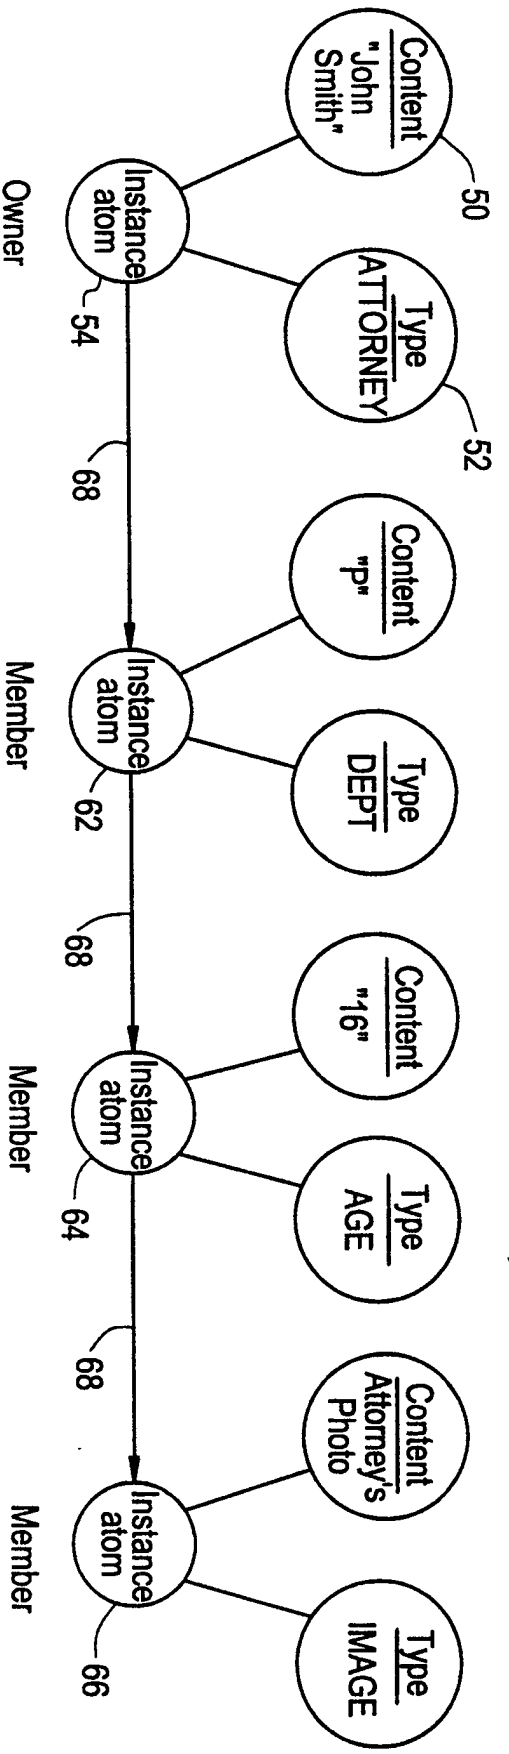 Content
"John
Smith"
50
Type
ATTORNEY
52
Instance
atom
54
Owner
68
Content
"P"
Type
DEPT
Instance
atom
62
Member
68
Content
"16"
Type
AGE
Instance
atom
64
Member
68
Content
Attorney's
Photo
Type
IMAGE
Instance
atom
66
Member